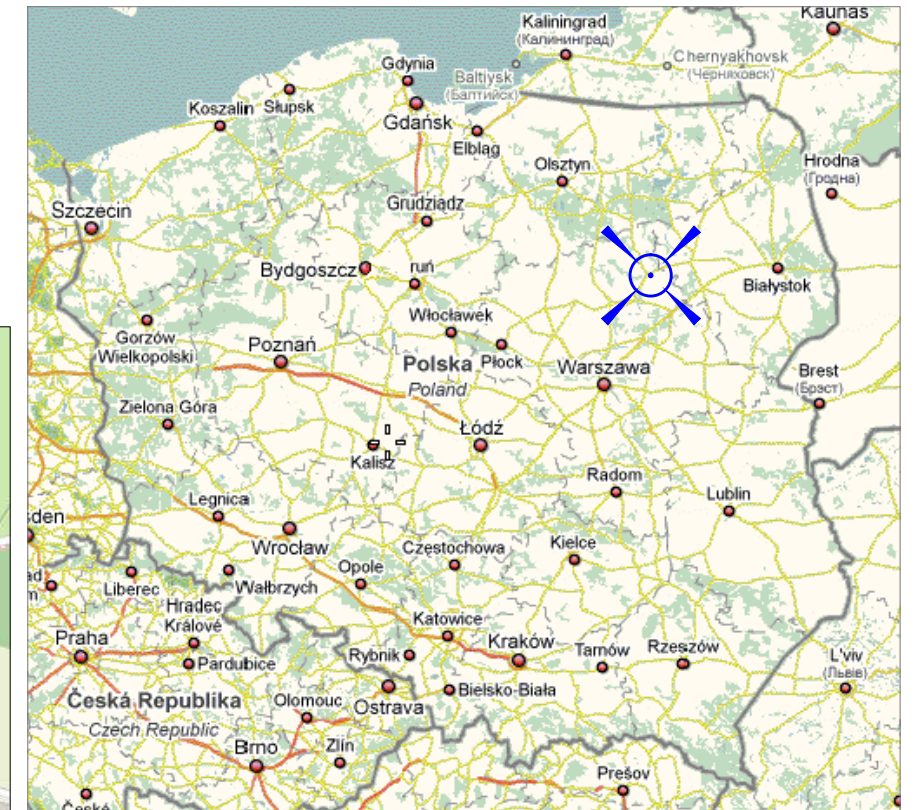 Kaliningrad
(Калининград)
Kaunas
Gdynia
Baltiysk
(Балтийск)
Chernyakhovsk
(Черняховск)
Koszalin
Słupsk
Gdańsk
Elbląg
Olsztyn
Hrodna
(Гродна)
Szczecin
Grudziądz
Bydgoszcz
ruń
Białystok
Włocławek
Gorzów
Wielkopolski
Poznań
Polska
Płock
Warszawa
Poland
Brest
(Брэст)
Zielona Góra
Łódź
Kalisz
Radom
Legnica
Lublin
sden
Wrocław
Częstochowa
Kielce
Opole
ad
m
Liberec
Wałbrzych
Hradec
Králové
Katowice
Praha
Kraków
Tarnów
Rzeszów
Pardubice
Rybnik
L'viv
(Львів)
Česká Republika
Olomouc
Ostrava
Bielsko-Biała
Czech Republic
Brno
Zlín
Prešov
České